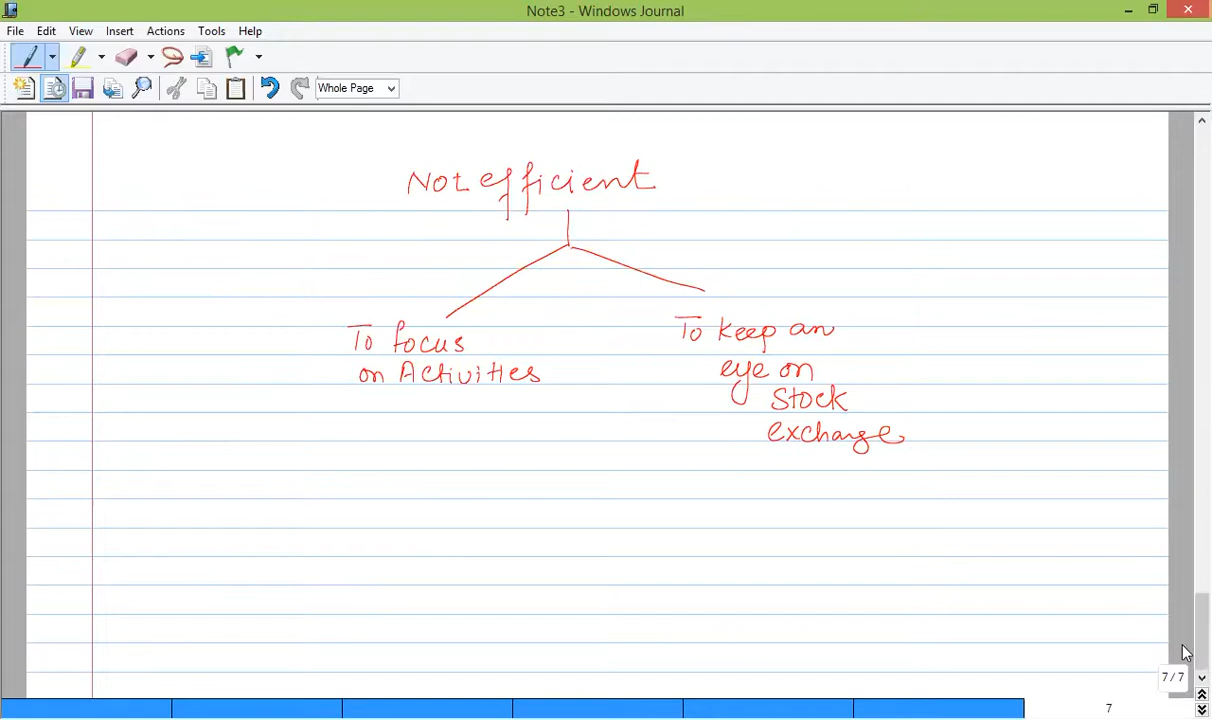 Note3 - Windows Journal
File Edit View Insert Actions Tools Help
Whole Page
Not efficient
To focus
on Activities
To keep an
eye on
Stock
exchange
7 / 7
7